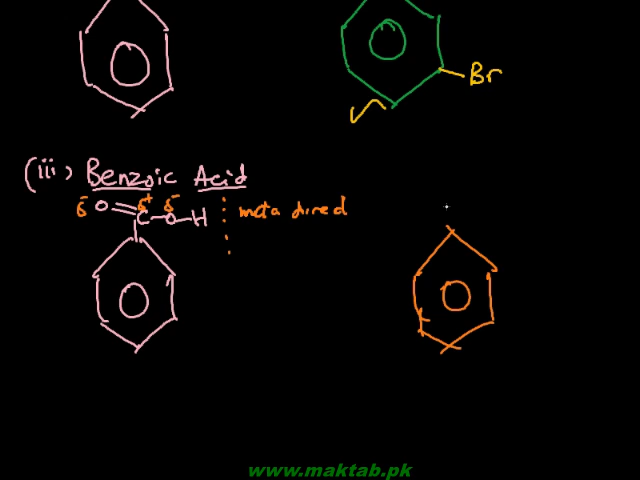 Br
(iii) Benzoic Acid
δ- O = C δ+ - O δ- - H meta direct
www.maktab.pk